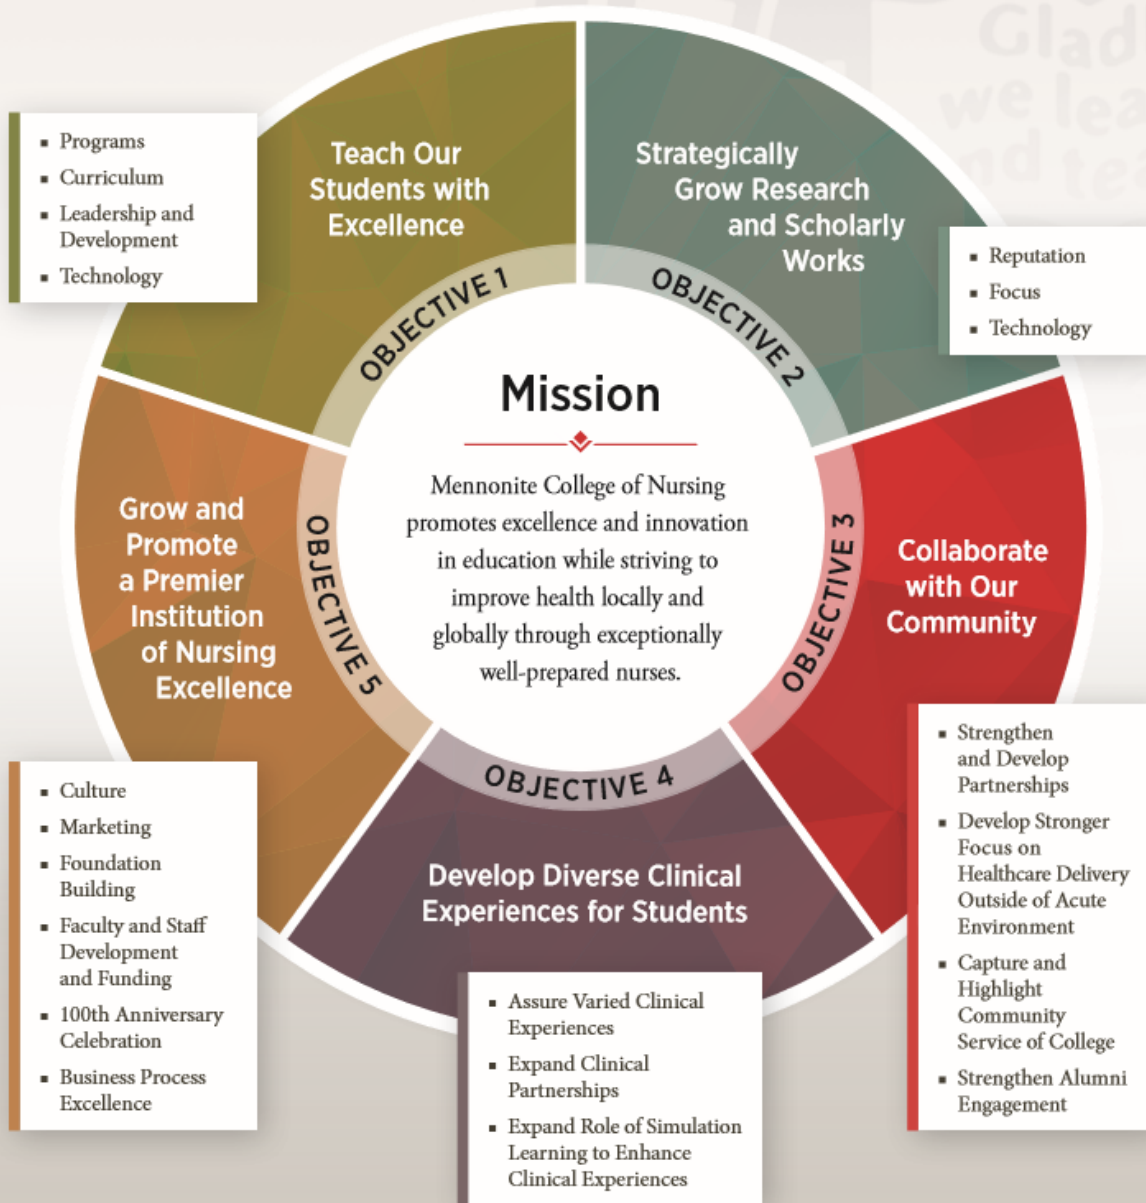 Glad
we lea
nd te
Teach Our
Students with
Excellence
▪ Programs
▪ Curriculum
▪ Leadership and
Development
▪ Technology
OBJECTIVE 1
Strategically
Grow Research
and Scholarly
Works
▪ Reputation
▪ Focus
▪ Technology
OBJECTIVE 2
Mission
Mennonite College of Nursing
promotes excellence and innovation
in education while striving to
improve health locally and
globally through exceptionally
well-prepared nurses.
OBJECTIVE 3
Collaborate
with Our
Community
▪ Strengthen
and Develop
Partnerships
▪ Develop Stronger
Focus on
Healthcare Delivery
Outside of Acute
Environment
▪ Capture and
Highlight
Community
Service of College
▪ Strengthen Alumni
Engagement
OBJECTIVE 4
Develop Diverse Clinical
Experiences for Students
▪ Assure Varied Clinical
Experiences
▪ Expand Clinical
Partnerships
▪ Expand Role of Simulation
Learning to Enhance
Clinical Experiences
OBJECTIVE 5
Grow and
Promote
a Premier
Institution
of Nursing
Excellence
▪ Culture
▪ Marketing
▪ Foundation
Building
▪ Faculty and Staff
Development
and Funding
▪ 100th Anniversary
Celebration
▪ Business Process
Excellence